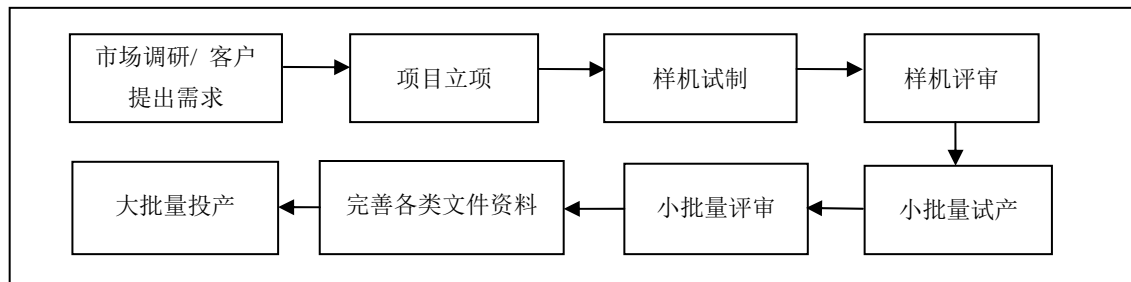 市场调研/ 客户
提出需求
项目立项
样机试制
样机评审
小批量试产
小批量评审
完善各类文件资料
大批量投产